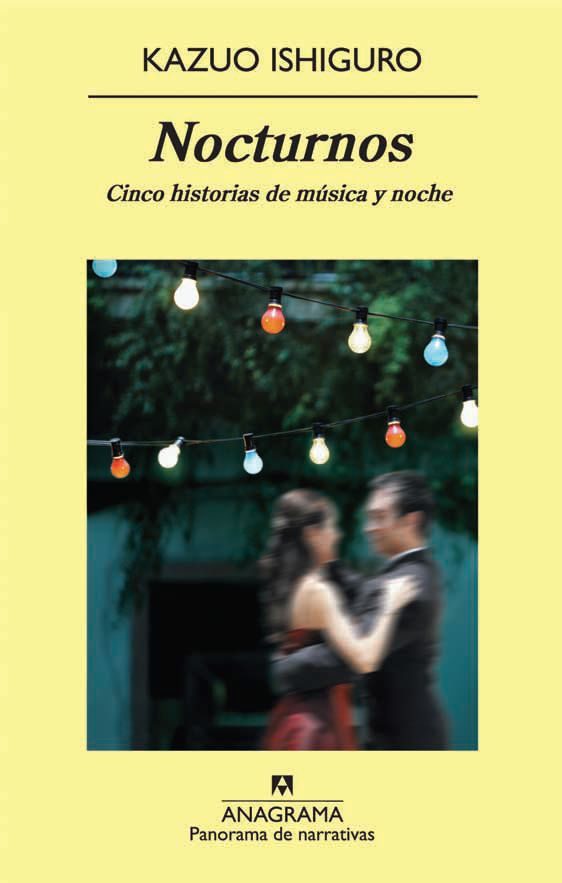 KAZUO ISHIGURO
Nocturnos
Cinco historias de música y noche
ANAGRAMA
Panorama de narrativas